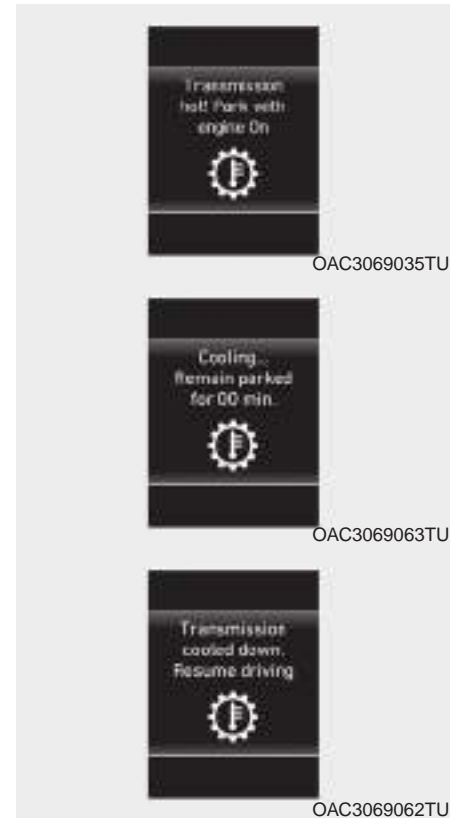 Transmission
hot! Park with
engine On
OAC3069035TU
Cooling...
Remain parked
for 00 min.
OAC3069063TU
Transmission
cooled down.
Resume driving
OAC3069062TU